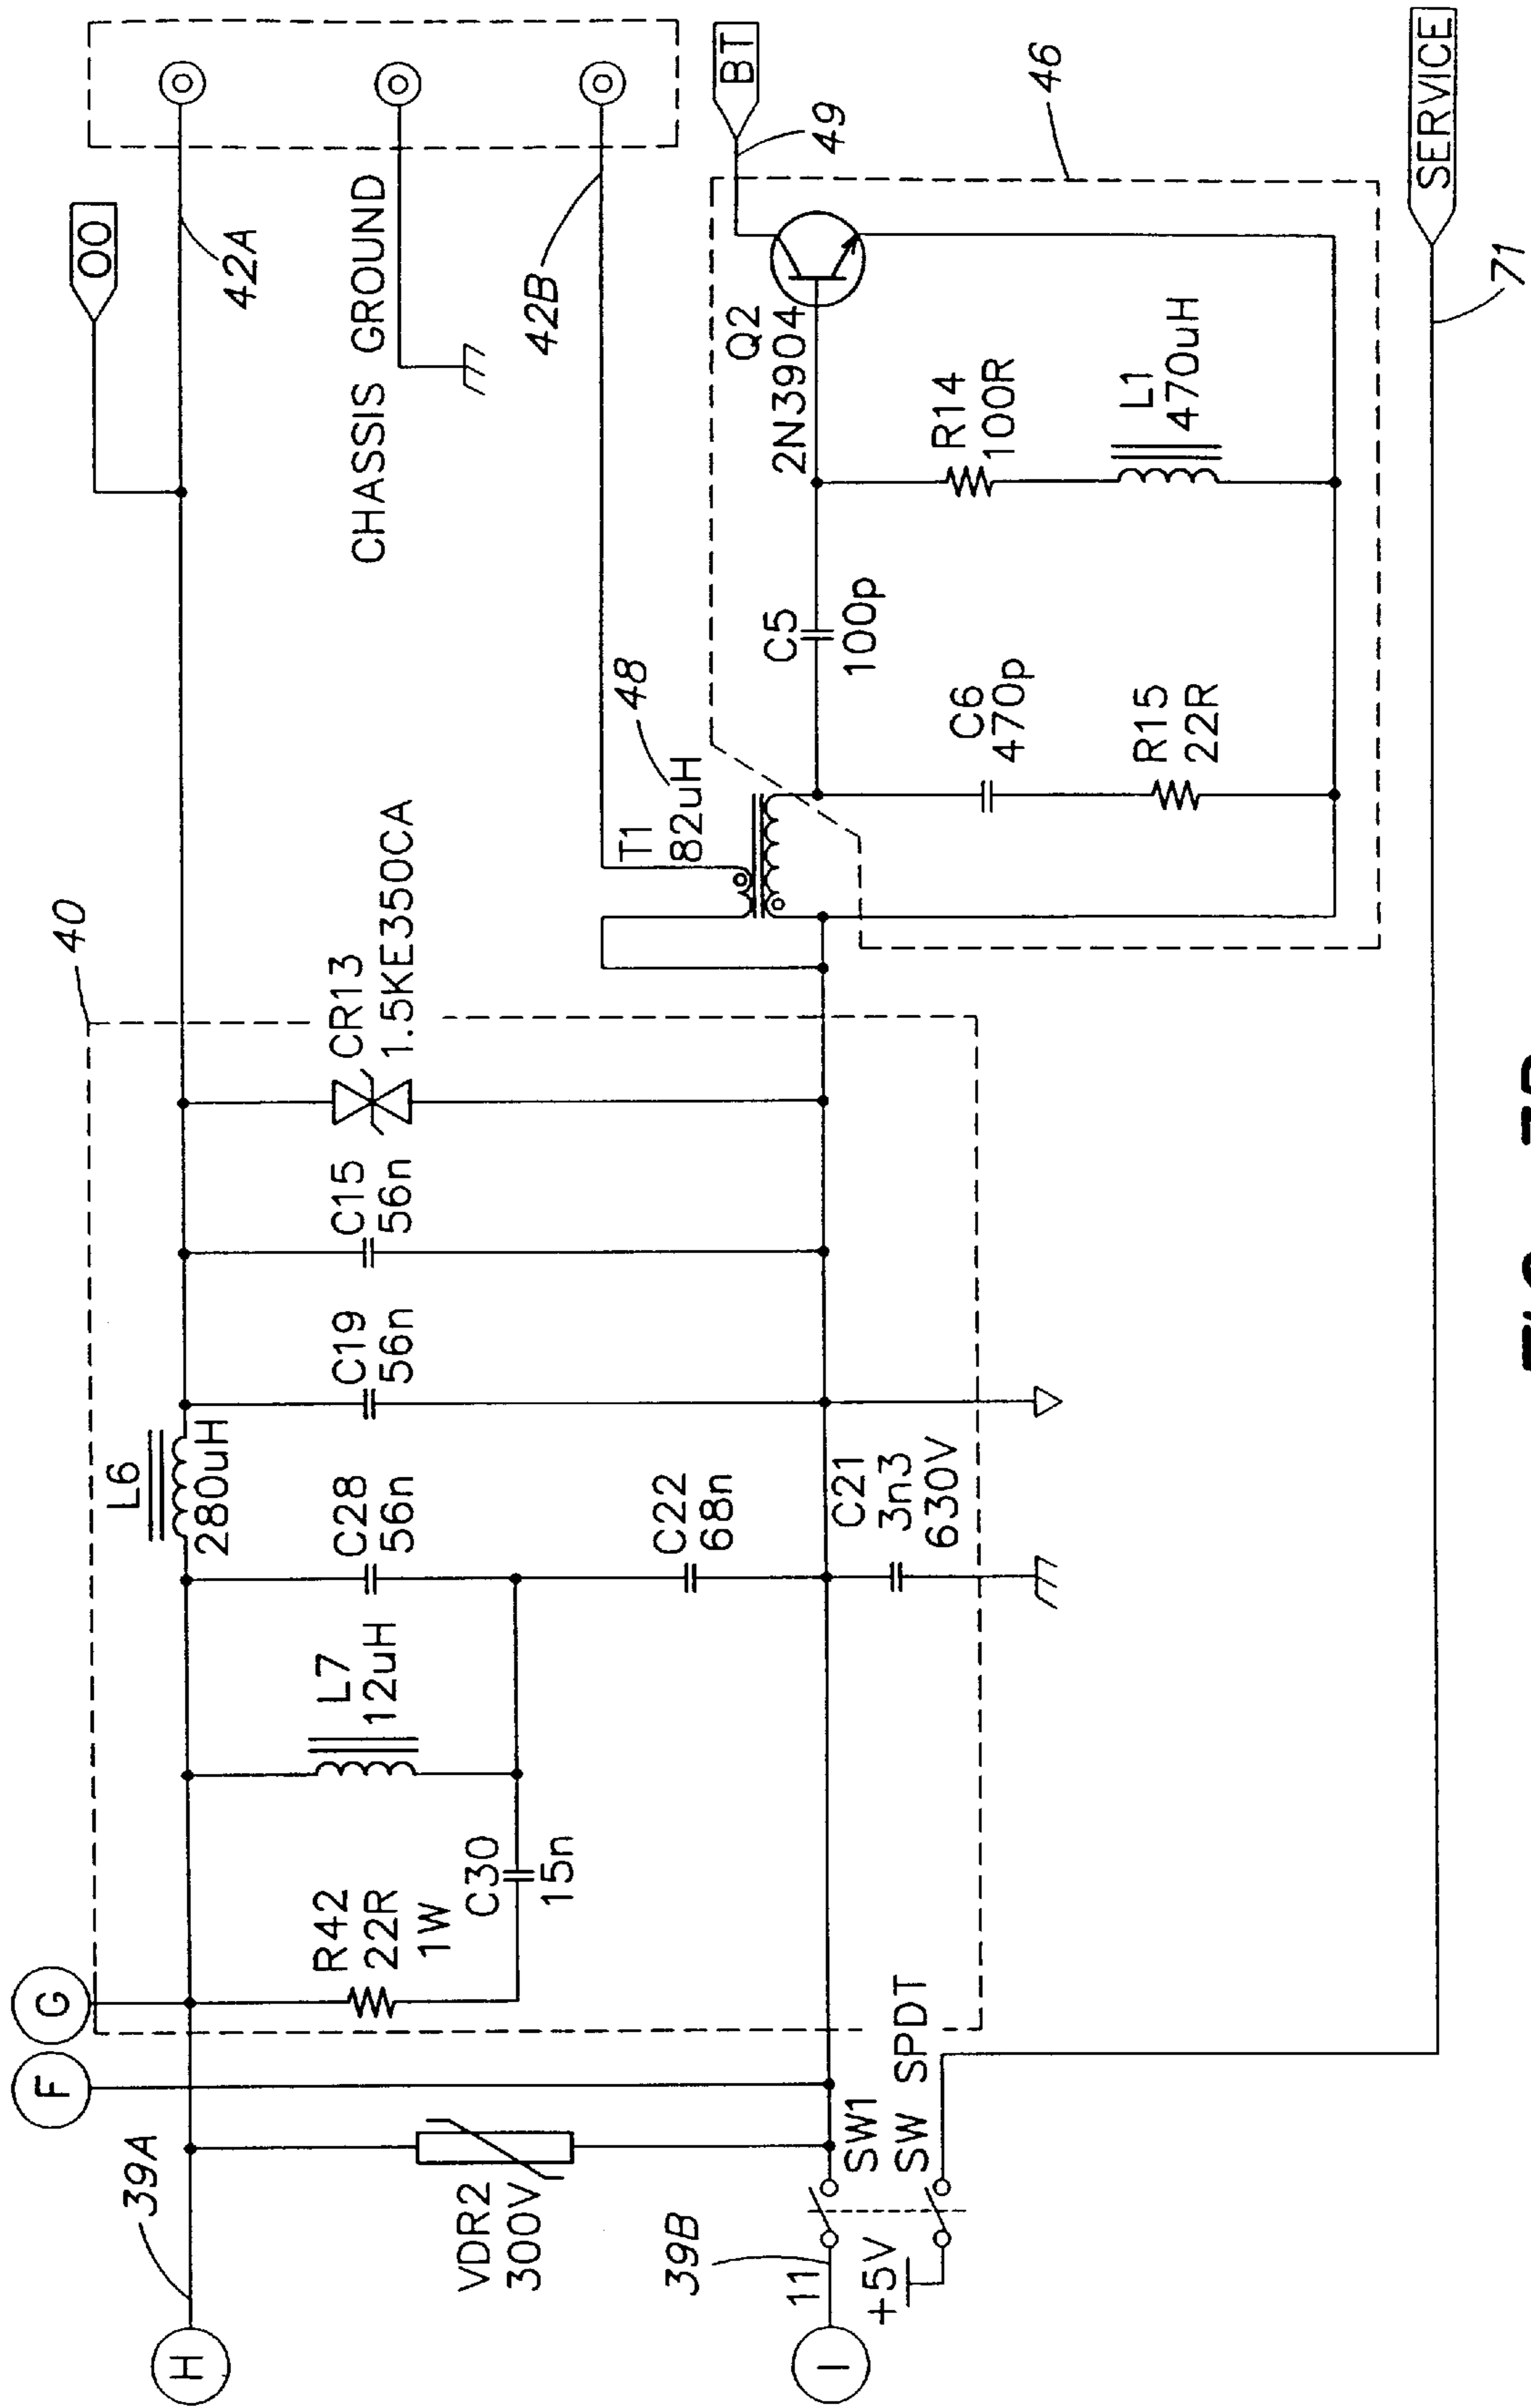 H
39A
F
G
VDR2
300V
39B
I
11
+5V
SW1
SW SPDT
R42
22R
1W
C30
15n
L7
12uH
L6
280uH
C28
56n
C22
68n
C21
3n3
630V
C19
56n
C15
56n
CR13
1.5KE350CA
40
T1
82uH
48
OO
42A
CHASSIS GROUND
42B
BT
49
Q2
2N3904
C5
100p
C6
470p
R15
22R
R14
100R
L1
470uH
46
SERVICE
71